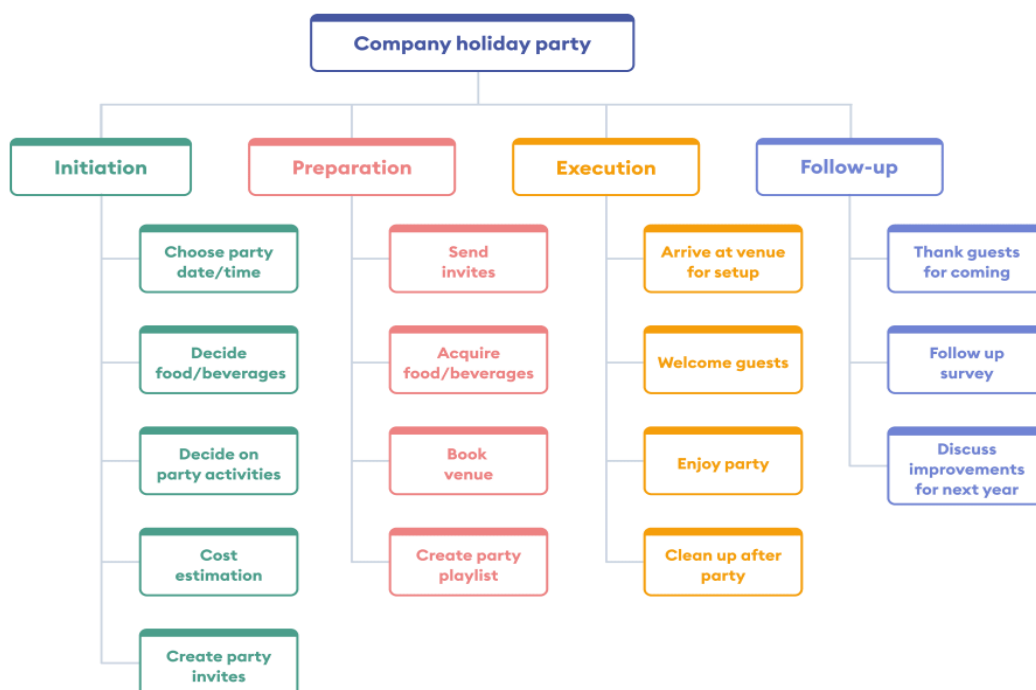 Company holiday party
Initiation
Preparation
Execution
Follow-up
Choose party
date/time
Decide
food/beverages
Decide on
party activities
Cost
estimation
Create party
invites
Send
invites
Acquire
food/beverages
Book
venue
Create party
playlist
Arrive at venue
for setup
Welcome guests
Enjoy party
Clean up after
party
Thank guests
for coming
Follow up
survey
Discuss
improvements
for next year